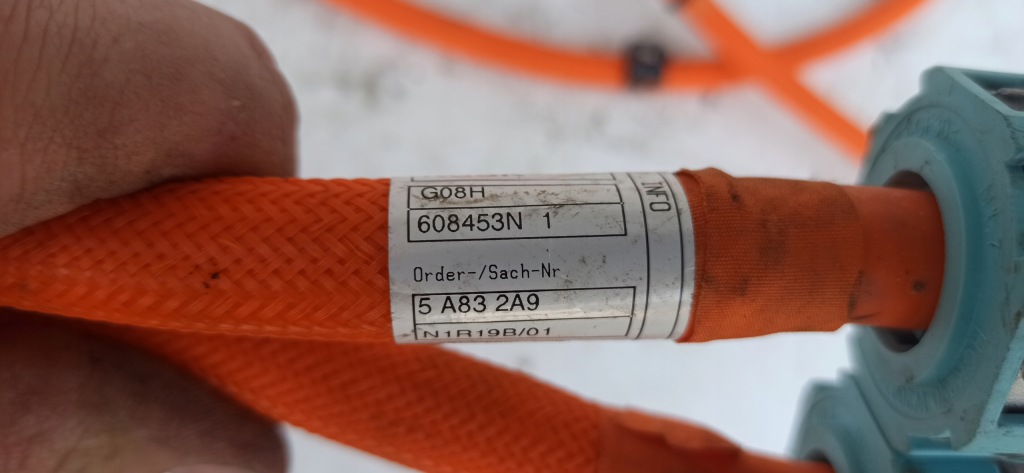 G08H
608453N 1
Order-/Sach-Nr
5 A83 2A9
N1R19B/01
INFO